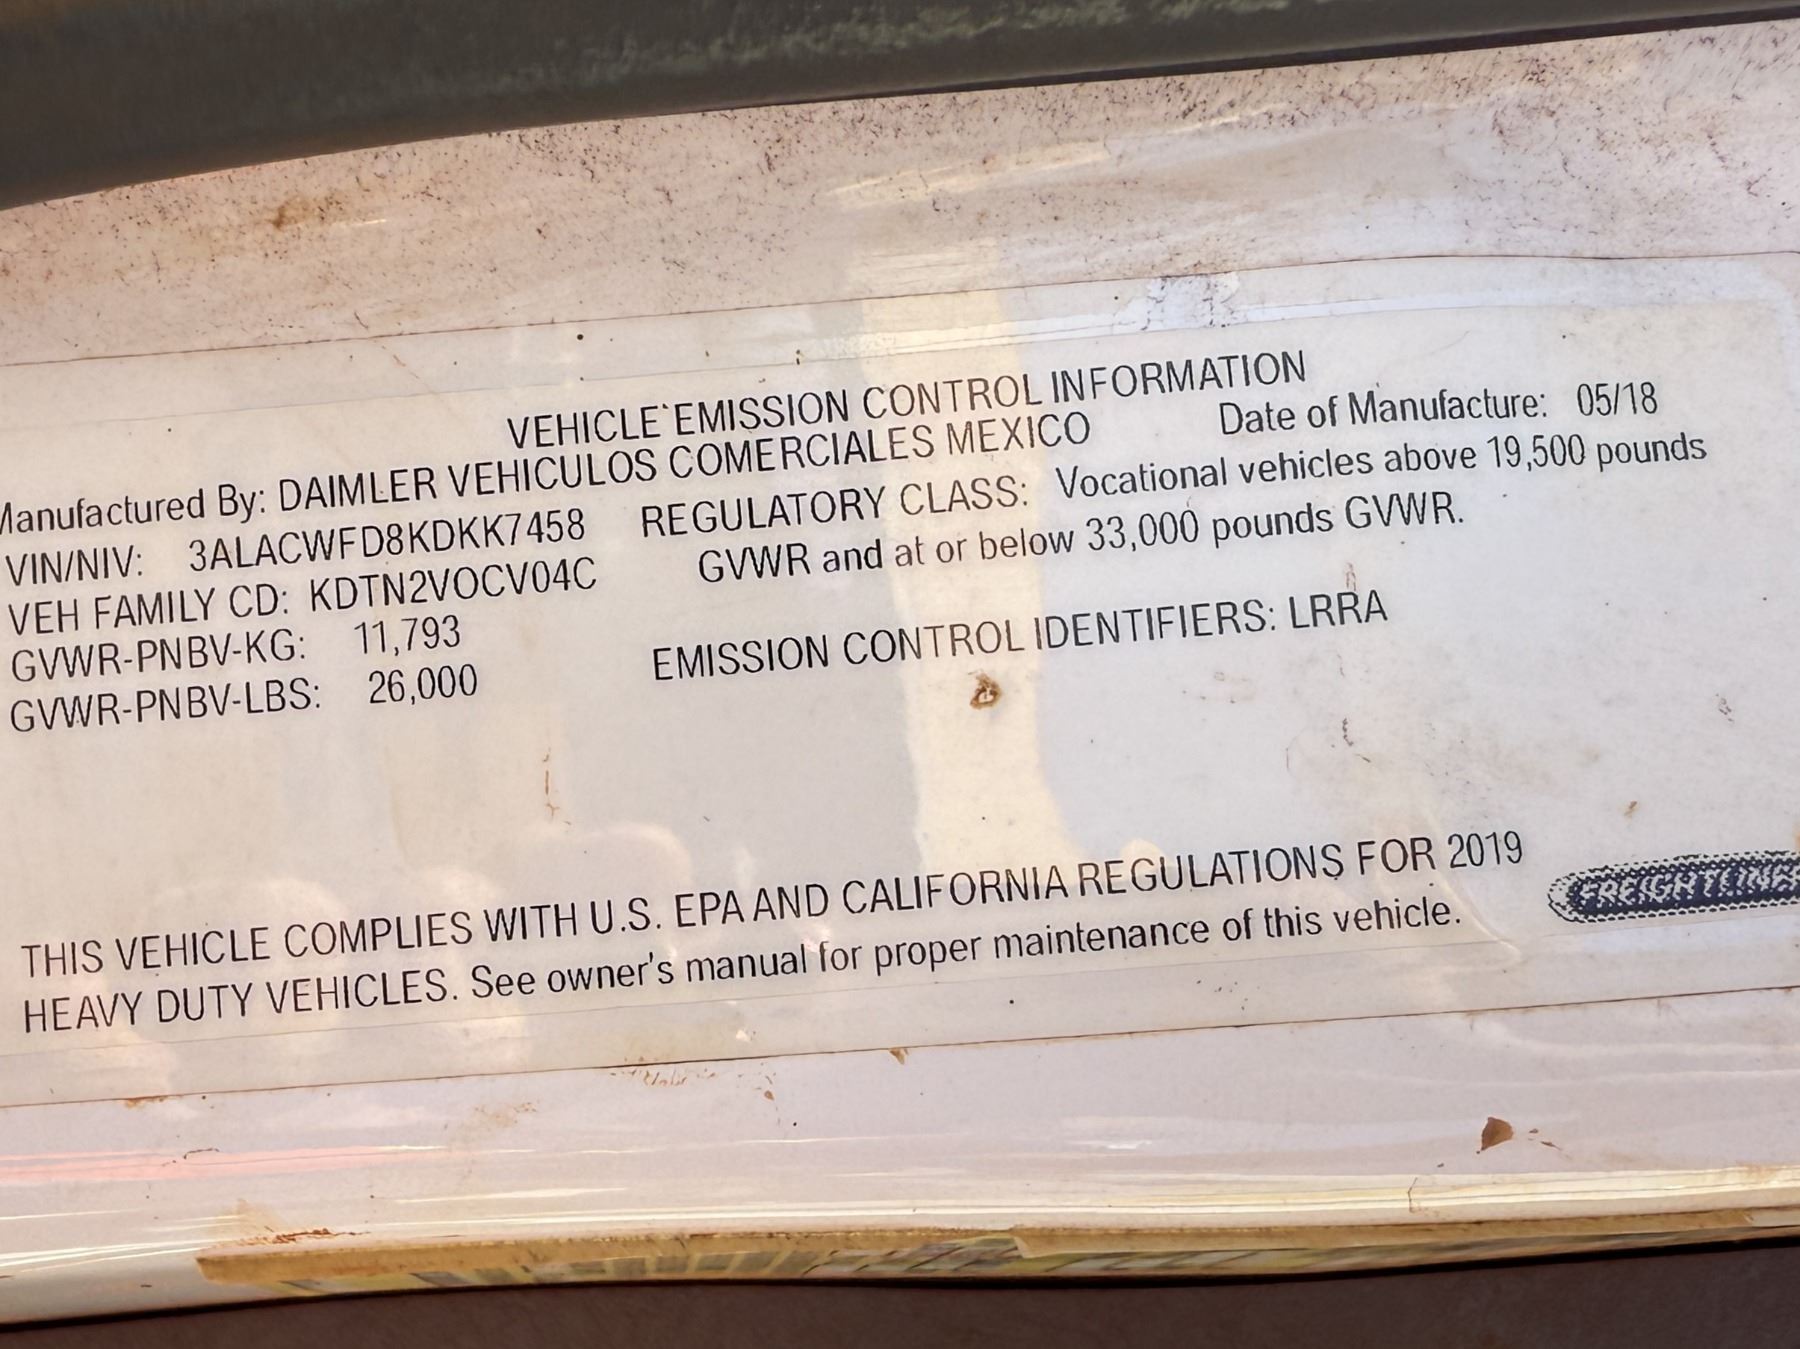 VEHICLE EMISSION CONTROL INFORMATION
Manufactured By: DAIMLER VEHICULOS COMERCIALES MEXICO Date of Manufacture: 05/18
VIN/NIV: 3ALACWFD8KDKK7458 REGULATORY CLASS: Vocational vehicles above 19,500 pounds
VEH FAMILY CD: KDTN2VOCV04C GVWR and at or below 33,000 pounds GVWR.
GVWR-PNBV-KG: 11,793
GVWR-PNBV-LBS: 26,000 EMISSION CONTROL IDENTIFIERS: LRRA
THIS VEHICLE COMPLIES WITH U.S. EPA AND CALIFORNIA REGULATIONS FOR 2019
HEAVY DUTY VEHICLES. See owner's manual for proper maintenance of this vehicle.
FREIGHTLINER